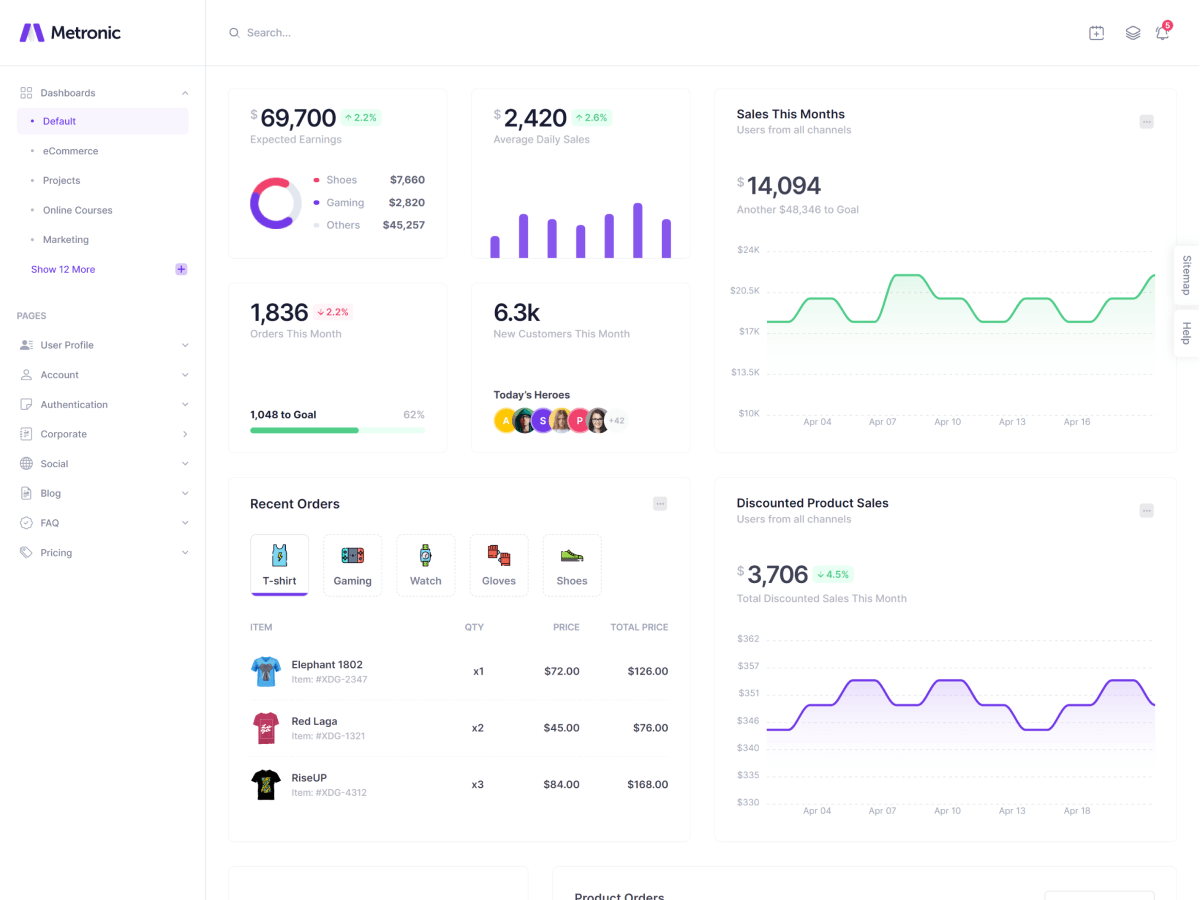 Metronic
Search...
5
Dashboards
Default
eCommerce
Projects
Online Courses
Marketing
Show 12 More
PAGES
User Profile
Account
Authentication
Corporate
Social
Blog
FAQ
Pricing
$ 69,700 2.2%
Expected Earnings
Shoes $7,660
Gaming $2,820
Others $45,257
$ 2,420 2.6%
Average Daily Sales
Sales This Months
Users from all channels
$ 14,094
Another $48,346 to Goal
$24K
$20.5K
$17K
$13.5K
$10K
Apr 04 Apr 07 Apr 10 Apr 13 Apr 16
1,836 2.2%
Orders This Month
1,048 to Goal 62%
6.3k
New Customers This Month
Today's Heroes
A S P +42
Sitemap
Help
Recent Orders
T-shirt Gaming Watch Gloves Shoes
ITEM QTY PRICE TOTAL PRICE
Elephant 1802 x1 $72.00 $126.00
Item: #XDG-2347
Red Laga x2 $45.00 $76.00
Item: #XDG-1321
RiseUP x3 $84.00 $168.00
Item: #XDG-4312
Discounted Product Sales
Users from all channels
$ 3,706 4.5%
Total Discounted Sales This Month
$362
$357
$351
$346
$340
$335
$330
Apr 04 Apr 07 Apr 10 Apr 13 Apr 18
Product Orders